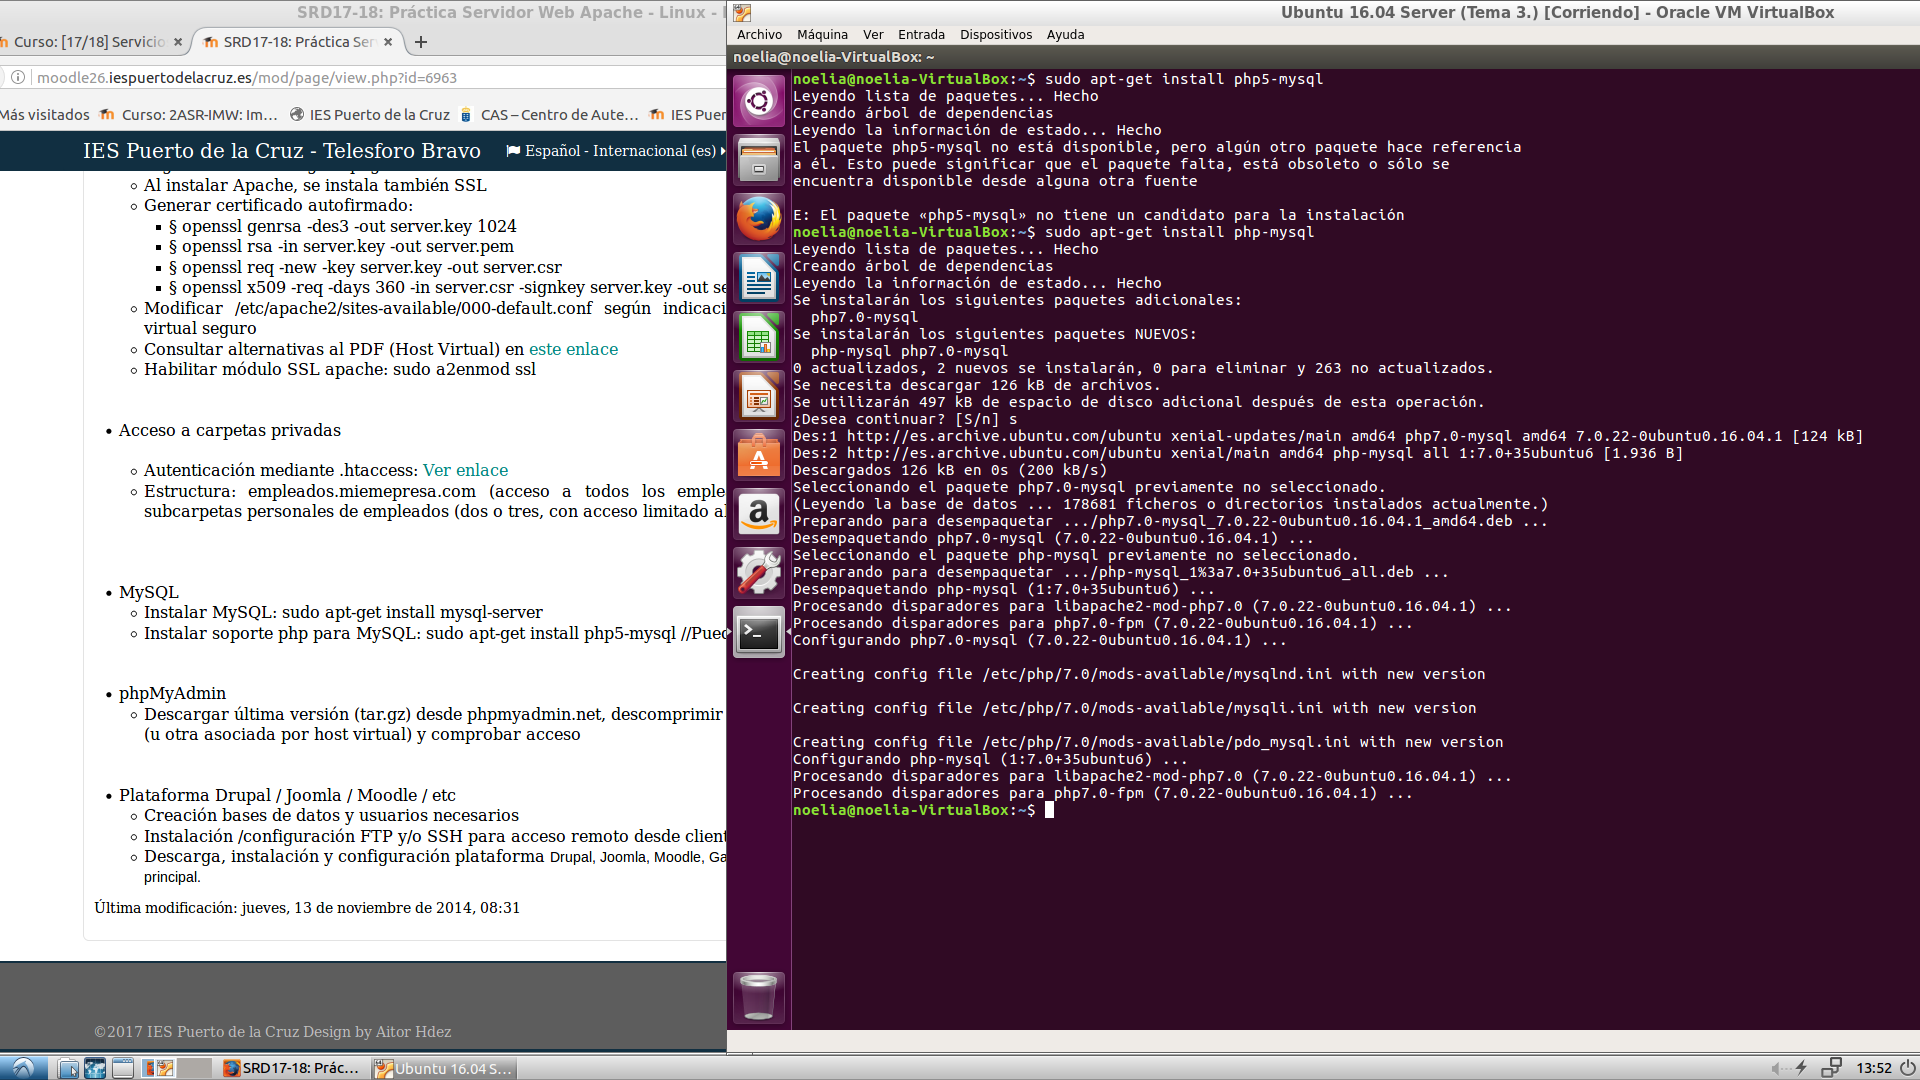 SRD17-18: Práctica Servidor Web Apache - Linux -
Curso: [17/18] Servicio
SRD17-18: Práctica Ser
moodle26.iespuertodelacruz.es/mod/page/view.php?id=6963
Más visitados
Curso: 2ASR-IMW: Im...
IES Puerto de la Cruz
CAS – Centro de Aute...
IES Puer
IES Puerto de la Cruz - Telesforo Bravo
Español - Internacional (es)
Al instalar Apache, se instala también SSL
Generar certificado autofirmado:
§ openssl genrsa -des3 -out server.key 1024
§ openssl rsa -in server.key -out server.pem
§ openssl req -new -key server.key -out server.csr
§ openssl x509 -req -days 360 -in server.csr -signkey server.key -out se
Modificar /etc/apache2/sites-available/000-default.conf según indicaci
virtual seguro
Consultar alternativas al PDF (Host Virtual) en este enlace
Habilitar módulo SSL apache: sudo a2enmod ssl
Acceso a carpetas privadas
Autenticación mediante .htaccess: Ver enlace
Estructura: empleados.miemepresa.com (acceso a todos los emple
subcarpetas personales de empleados (dos o tres, con acceso limitado al
MySQL
Instalar MySQL: sudo apt-get install mysql-server
Instalar soporte php para MySQL: sudo apt-get install php5-mysql //Pued
phpMyAdmin
Descargar última versión (tar.gz) desde phpmyadmin.net, descomprimir
(u otra asociada por host virtual) y comprobar acceso
Plataforma Drupal / Joomla / Moodle / etc
Creación bases de datos y usuarios necesarios
Instalación /configuración FTP y/o SSH para acceso remoto desde client
Descarga, instalación y configuración plataforma Drupal, Joomla, Moodle, Ga
principal.
Última modificación: jueves, 13 de noviembre de 2014, 08:31
©2017 IES Puerto de la Cruz Design by Aitor Hdez
Ubuntu 16.04 Server (Tema 3.) [Corriendo] - Oracle VM VirtualBox
Archivo Máquina Ver Entrada Dispositivos Ayuda
noelia@noelia-VirtualBox: ~
noelia@noelia-VirtualBox:~$ sudo apt-get install php5-mysql
Leyendo lista de paquetes... Hecho
Creando árbol de dependencias
Leyendo la información de estado... Hecho
El paquete php5-mysql no está disponible, pero algún otro paquete hace referencia
a él. Esto puede significar que el paquete falta, está obsoleto o sólo se
encuentra disponible desde alguna otra fuente
E: El paquete «php5-mysql» no tiene un candidato para la instalación
noelia@noelia-VirtualBox:~$ sudo apt-get install php-mysql
Leyendo lista de paquetes... Hecho
Creando árbol de dependencias
Leyendo la información de estado... Hecho
Se instalarán los siguientes paquetes adicionales:
php7.0-mysql
Se instalarán los siguientes paquetes NUEVOS:
php-mysql php7.0-mysql
0 actualizados, 2 nuevos se instalarán, 0 para eliminar y 263 no actualizados.
Se necesita descargar 126 kB de archivos.
Se utilizarán 497 kB de espacio de disco adicional después de esta operación.
¿Desea continuar? [S/n] s
Des:1 http://es.archive.ubuntu.com/ubuntu xenial-updates/main amd64 php7.0-mysql amd64 7.0.22-0ubuntu0.16.04.1 [124 kB]
Des:2 http://es.archive.ubuntu.com/ubuntu xenial/main amd64 php-mysql all 1:7.0+35ubuntu6 [1.936 B]
Descargados 126 kB en 0s (200 kB/s)
Seleccionando el paquete php7.0-mysql previamente no seleccionado.
(Leyendo la base de datos ... 178681 ficheros o directorios instalados actualmente.)
Preparando para desempaquetar .../php7.0-mysql_7.0.22-0ubuntu0.16.04.1_amd64.deb ...
Desempaquetando php7.0-mysql (7.0.22-0ubuntu0.16.04.1) ...
Seleccionando el paquete php-mysql previamente no seleccionado.
Preparando para desempaquetar .../php-mysql_1%3a7.0+35ubuntu6_all.deb ...
Desempaquetando php-mysql (1:7.0+35ubuntu6) ...
Procesando disparadores para libapache2-mod-php7.0 (7.0.22-0ubuntu0.16.04.1) ...
Procesando disparadores para php7.0-fpm (7.0.22-0ubuntu0.16.04.1) ...
Configurando php7.0-mysql (7.0.22-0ubuntu0.16.04.1) ...
Creating config file /etc/php/7.0/mods-available/mysqlnd.ini with new version
Creating config file /etc/php/7.0/mods-available/mysqli.ini with new version
Creating config file /etc/php/7.0/mods-available/pdo_mysql.ini with new version
Configurando php-mysql (1:7.0+35ubuntu6) ...
Procesando disparadores para libapache2-mod-php7.0 (7.0.22-0ubuntu0.16.04.1) ...
Procesando disparadores para php7.0-fpm (7.0.22-0ubuntu0.16.04.1) ...
noelia@noelia-VirtualBox:~$
SRD17-18: Prác...
Ubuntu 16.04 S...
13:52